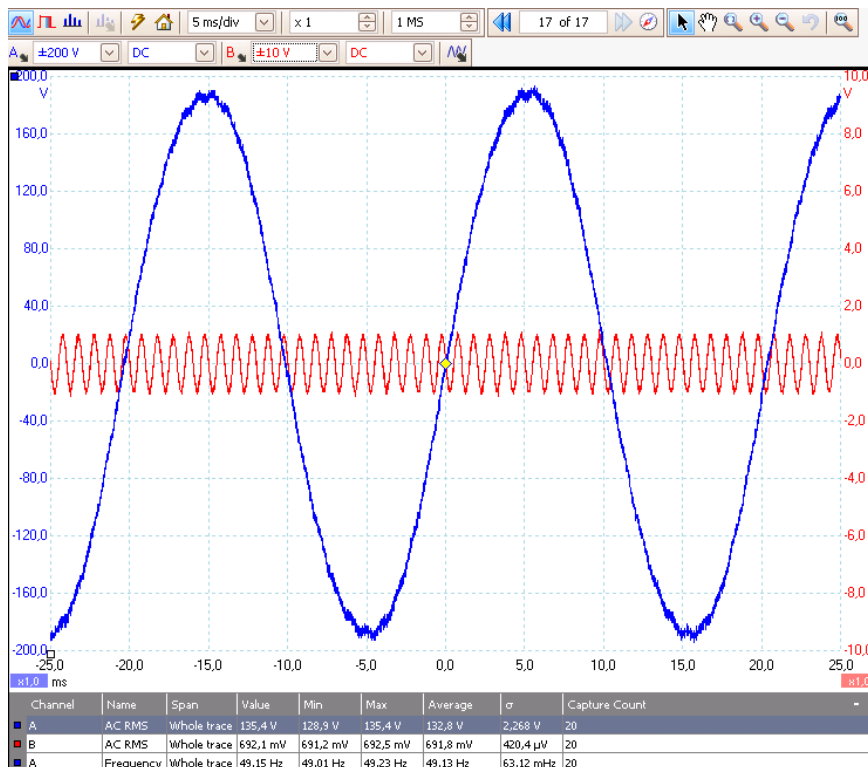 5 ms/div x 1 1 MS 17 of 17
A ±200 V DC B ±10 V DC
200,0 10,0
V V
160,0 8,0
120,0 6,0
80,0 4,0
40,0 2,0
0,0 0,0
-40,0 -2,0
-80,0 -4,0
-120,0 -6,0
-160,0 -8,0
-200,0 -10,0
-25,0 -20,0 -15,0 -10,0 -5,0 0,0 5,0 10,0 15,0 20,0 25,0
x1,0 ms x1,0
Channel Name Span Value Min Max Average σ Capture Count
A AC RMS Whole trace 135,4 V 128,9 V 135,4 V 132,8 V 2,268 V 20
B AC RMS Whole trace 692,1 mV 691,2 mV 692,5 mV 691,8 mV 420,4 µV 20
A Frequency Whole trace 49,15 Hz 49,01 Hz 49,23 Hz 49,13 Hz 63,12 mHz 20